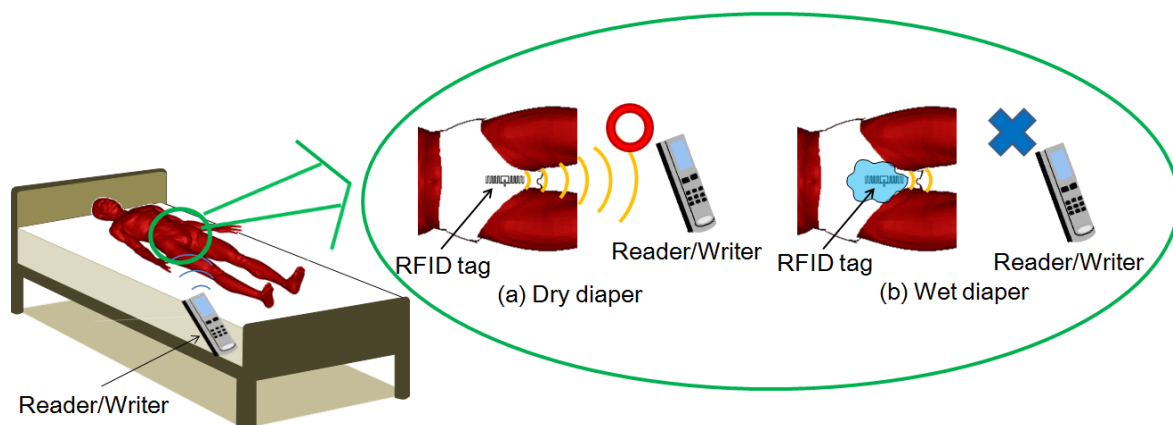 Reader/Writer
RFID tag
Reader/Writer
(a) Dry diaper
RFID tag
Reader/Writer
(b) Wet diaper